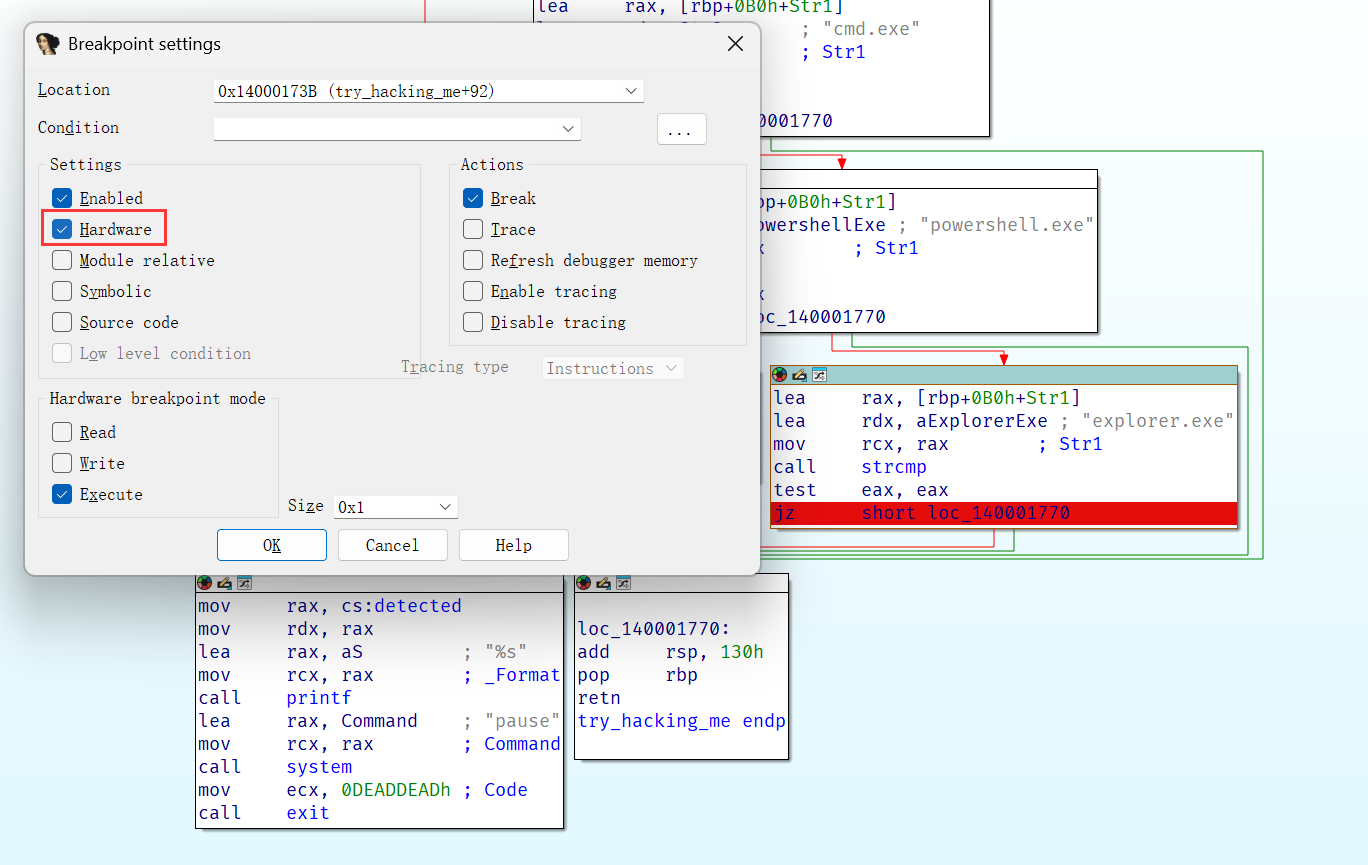 lea rax, [rbp+0B0h+Str1]
; "cmd.exe"
; Str1
Breakpoint settings
Location 0x14000173B (try_hacking_me+92)
Condition ...
0001770
Settings
Actions
Enabled
Break
Hardware
Trace
Module relative
Refresh debugger memory
Symbolic
Enable tracing
Source code
Disable tracing
Low level condition
Tracing type Instructions
Hardware breakpoint mode
Read
Write
Execute
Size 0x1
OK Cancel Help
bp+0B0h+Str1]
owershellExe ; "powershell.exe"
x ; Str1
x
oc_140001770
lea rax, [rbp+0B0h+Str1]
lea rdx, aExplorerExe ; "explorer.exe"
mov rcx, rax ; Str1
call strcmp
test eax, eax
jz short loc_140001770
mov rax, cs:detected
mov rdx, rax
lea rax, aS ; "%s"
mov rcx, rax ; _Format
call printf
lea rax, Command ; "pause"
mov rcx, rax ; Command
call system
mov ecx, 0DEADDEADh ; Code
call exit
loc_140001770:
add rsp, 130h
pop rbp
retn
try_hacking_me endp